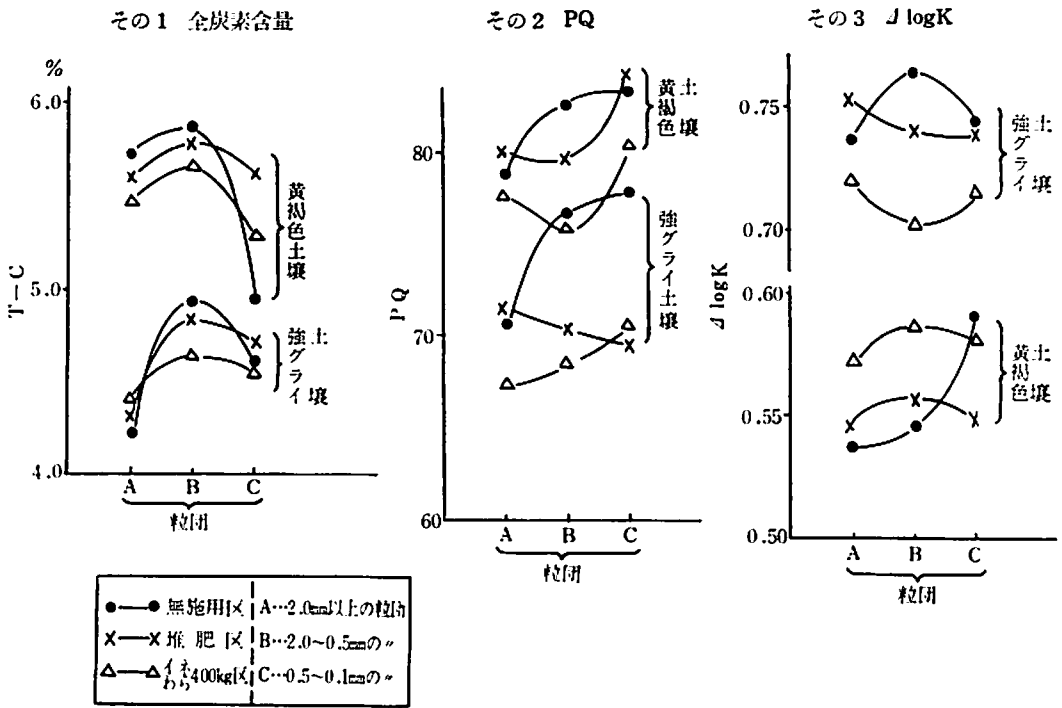 その1 全炭素含量
%
6.0
5.0
4.0
T—C
A B C
粒団
黄褐色土壌
強グライ土壌
その2 PQ
80
70
60
PQ
A B C
粒団
黄褐色土壌
強グライ土壌
その3 ⊿logK
0.75
0.70
0.60
0.55
0.50
⊿logK
A B C
粒団
強グライ土壌
黄褐色土壌
●—● 無施用区 A…2.0mm以上の粒団
×—× 堆肥区 B…2.0~0.5mmの〃
△—△ イネわら400kg区 C…0.5~0.1mmの〃